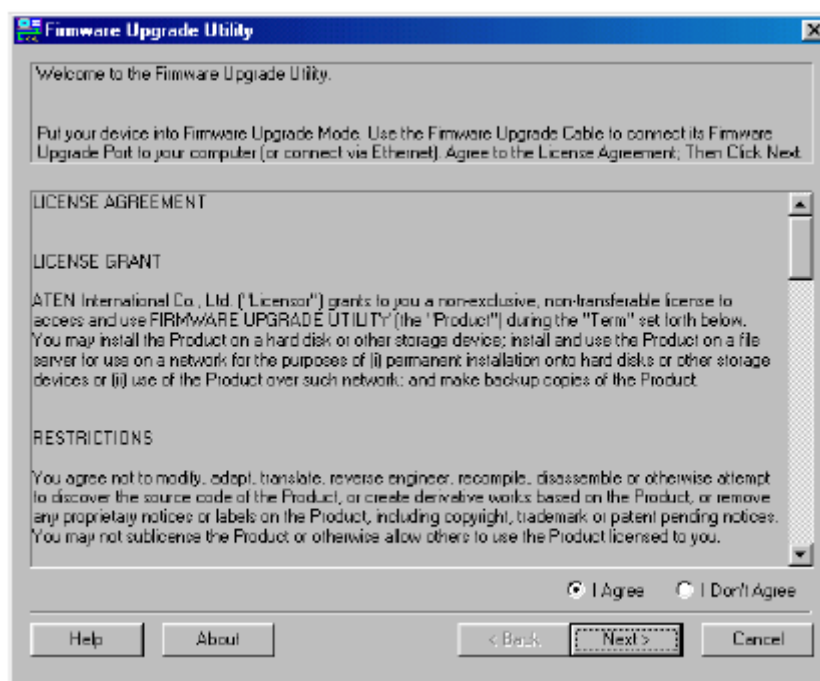 Firmware Upgrade Utility
Welcome to the Firmware Upgrade Utility.
Put your device into Firmware Upgrade Mode. Use the Firmware Upgrade Cable to connect its Firmware
Upgrade Port to your computer (or connect via Ethernet). Agree to the License Agreement; Then Click Next
LICENSE AGREEMENT
LICENSE GRANT
ATEN International Co., Ltd. ("Licensor") grants to you a non-exclusive, non-transferable license to
access and use FIRMWARE UPGRADE UTILITY (the "Product") during the "Term" set forth below.
You may install the Product on a hard disk or other storage device; install and use the Product on a file
server for use on a network for the purposes of (i) permanent installation onto hard disks or other storage
devices or (ii) use of the Product over such network; and make backup copies of the Product.
RESTRICTIONS
You agree not to modify, adapt, translate, reverse engineer, recompile, disassemble or otherwise attempt
to discover the source code of the Product, or create derivative works based on the Product, or remove
any proprietary notices or labels on the Product, including copyright, trademark or patent pending notices.
You may not sublicense the Product or otherwise allow others to use the Product licensed to you.
I Agree I Don't Agree
Help About < Back Next > Cancel